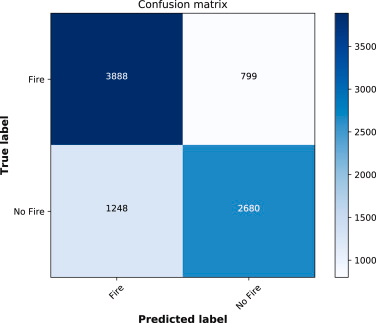 Confusion matrix
Fire
3888
799
No Fire
1248
2680
True label
Fire
No Fire
Predicted label
3500
3000
2500
2000
1500
1000